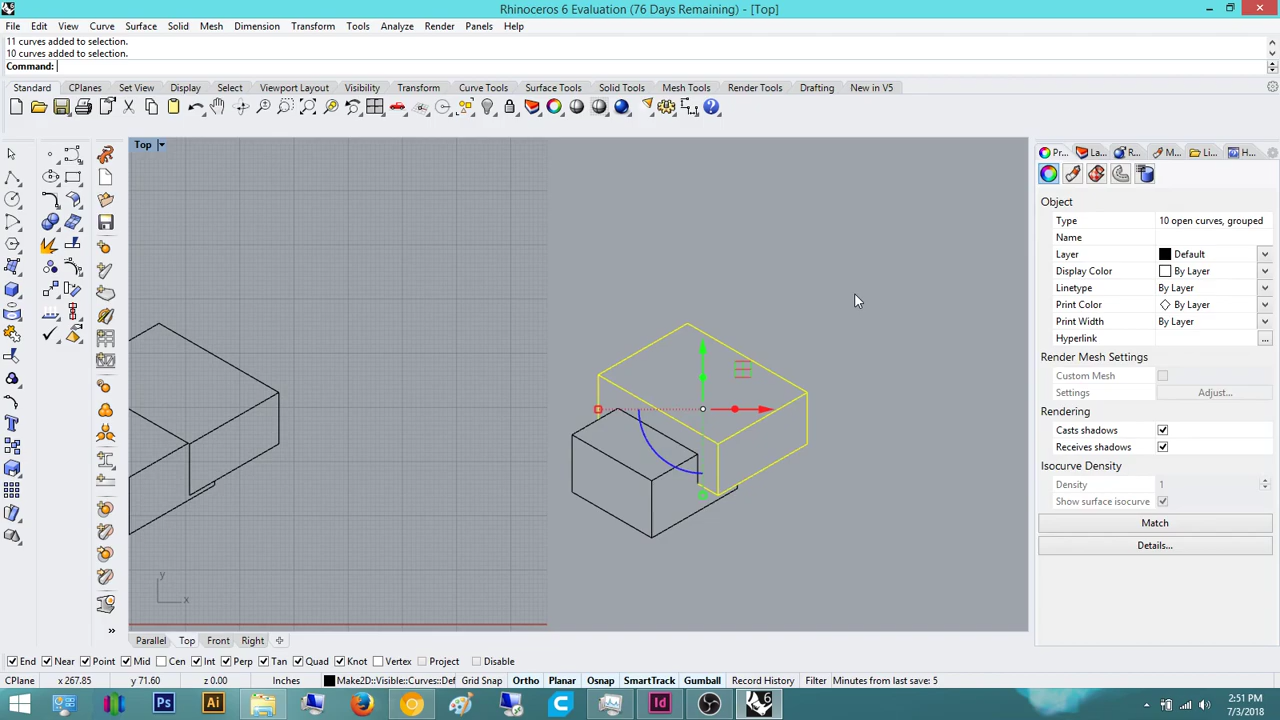 Rhinoceros 6 Evaluation (76 Days Remaining) - [Top]
File Edit View Curve Surface Solid Mesh Dimension Transform Tools Analyze Render Panels Help
11 curves added to selection.
10 curves added to selection.
Command:
Standard CPlanes Set View Display Select Viewport Layout Visibility Transform Curve Tools Surface Tools Solid Tools Mesh Tools Render Tools Drafting New in V5
Top
Pr... La... R... M... Li... H...
Object
Type 10 open curves, grouped
Name
Layer Default
Display Color By Layer
Linetype By Layer
Print Color By Layer
Print Width By Layer
Hyperlink ...
Render Mesh Settings
Custom Mesh
Settings Adjust...
Rendering
Casts shadows
Receives shadows
Isocurve Density
Density 1
Show surface isocurve
Match
Details...
y
x
Parallel Top Front Right
End Near Point Mid Cen Int Perp Tan Quad Knot Vertex Project Disable
CPlane x 267.85 y 71.60 z 0.00 Inches Make2D::Visible::Curves::Def Grid Snap Ortho Planar Osnap SmartTrack Gumball Record History Filter Minutes from last save: 5
Ps Ai Id 6
2:51 PM
7/3/2018